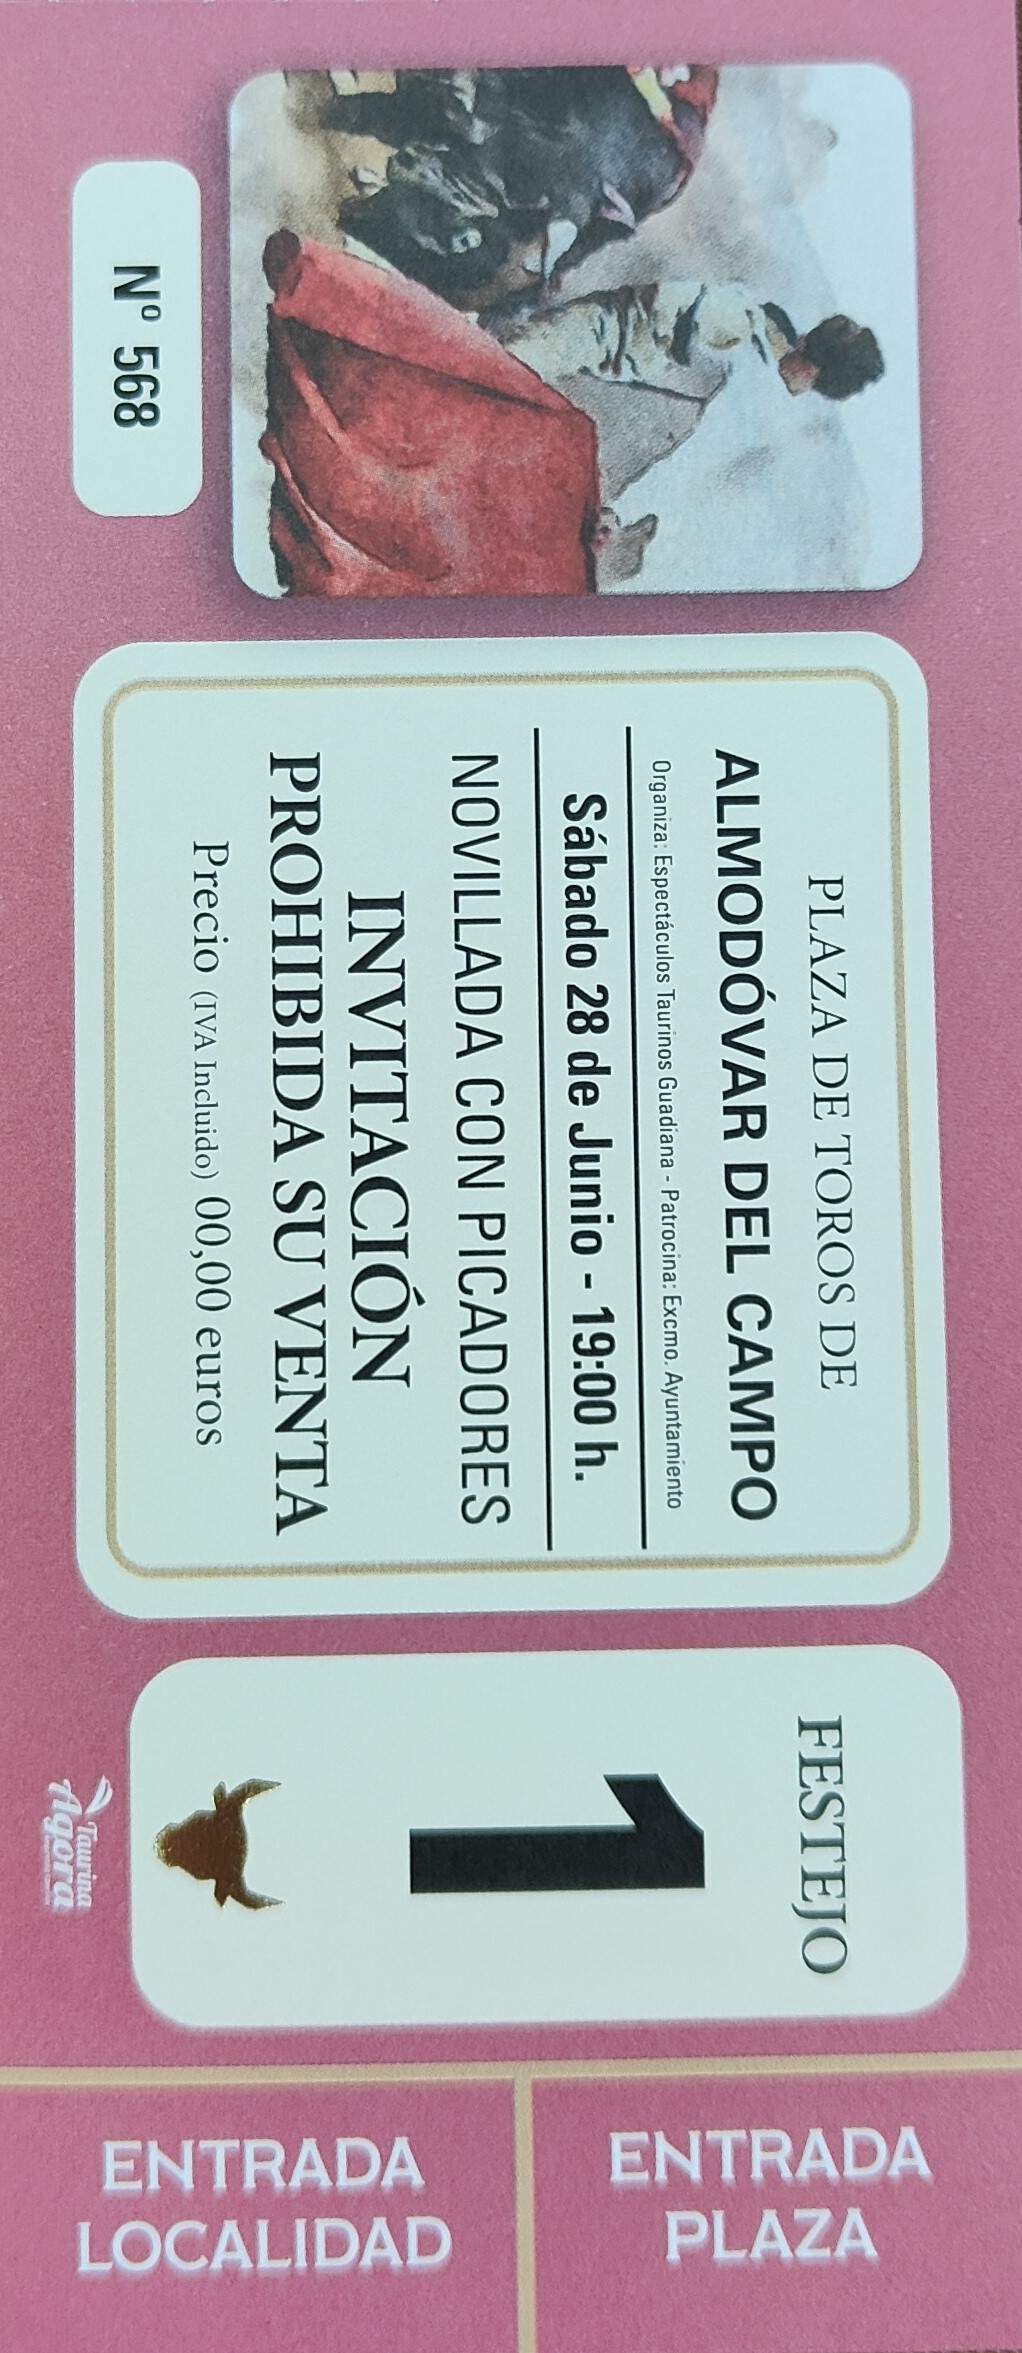 Nº 568
PLAZA DE TOROS DE
ALMODÓVAR DEL CAMPO
Organiza: Espectáculos Taurinos Guadiana - Patrocina: Excmo. Ayuntamiento
Sábado 28 de Junio - 19:00 h.
NOVILLADA CON PICADORES
INVITACIÓN
PROHIBIDA SU VENTA
Precio (IVA Incluido) 00,00 euros
FESTEJO
1
Taurina
Agora
ENTRADA
PLAZA
ENTRADA
LOCALIDAD